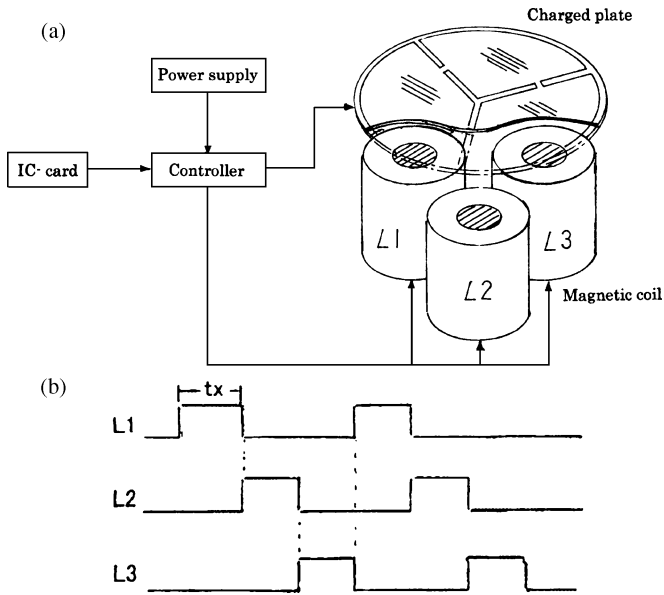 (a)
Charged plate
Power supply
IC- card
Controller
L1
L3
L2
Magnetic coil
(b)
tx
L1
L2
L3